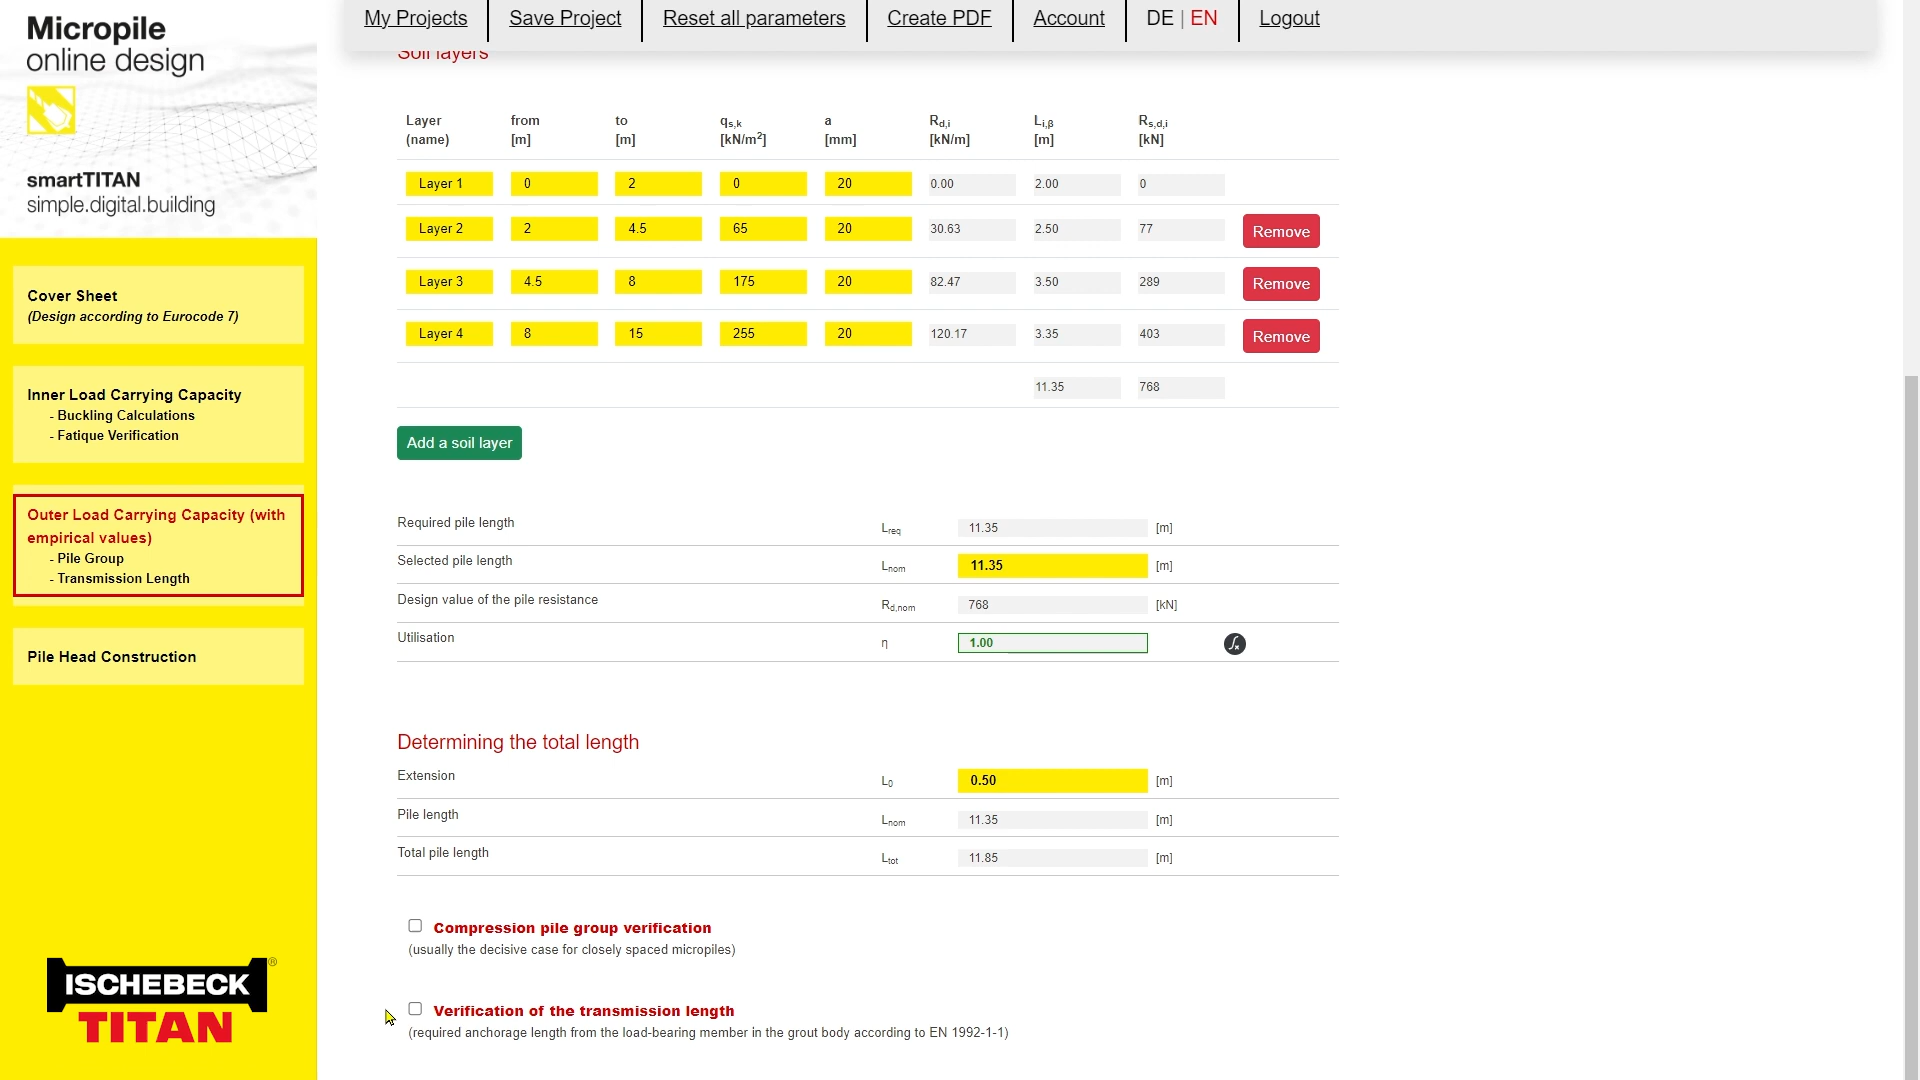 Micropile
online design
smartTITAN
simple.digital.building
Cover Sheet
(Design according to Eurocode 7)
Inner Load Carrying Capacity
- Buckling Calculations
- Fatique Verification
Outer Load Carrying Capacity (with
empirical values)
- Pile Group
- Transmission Length
Pile Head Construction
ISCHEBECK®
TITAN
My Projects
Save Project
Reset all parameters
Create PDF
Account
DE | EN
Logout
Soil layers
Layer (name) from [m] to [m] qs,k [kN/m²] a [mm] Rd,i [kN/m] Li,β [m] Rs,d,i [kN]
Layer 1 0 2 0 20 0.00 2.00 0
Layer 2 2 4.5 65 20 30.63 2.50 77 Remove
Layer 3 4.5 8 175 20 82.47 3.50 289 Remove
Layer 4 8 15 255 20 120.17 3.35 403 Remove
11.35 768
Add a soil layer
Required pile length Lreq 11.35 [m]
Selected pile length Lnom 11.35 [m]
Design value of the pile resistance Rd,nom 768 [kN]
Utilisation η 1.00
Determining the total length
Extension L0 0.50 [m]
Pile length Lnom 11.35 [m]
Total pile length Ltot 11.85 [m]
Compression pile group verification
(usually the decisive case for closely spaced micropiles)
Verification of the transmission length
(required anchorage length from the load-bearing member in the grout body according to EN 1992-1-1)